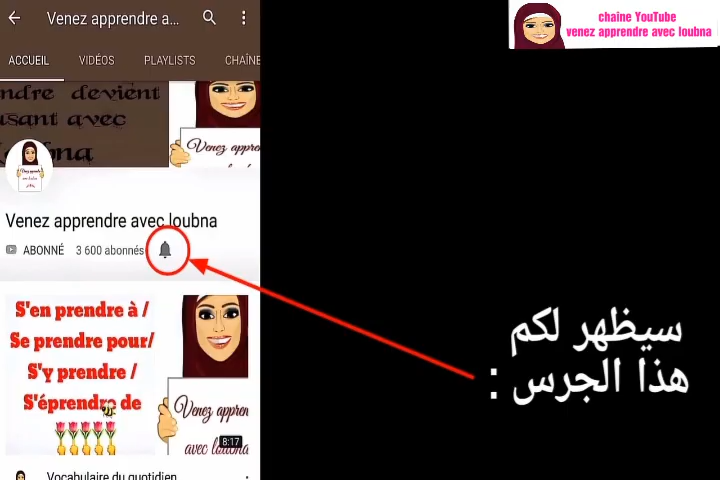 Venez apprendre a...
chaine YouTube
venez apprendre avec loubna
ACCUEIL VIDÉOS PLAYLISTS CHAÎNE
ndre devient
usant avec
Venez appre
Venez apprendre avec loubna
ABONNÉ 3 600 abonnés
S'en prendre à /
Se prendre pour/
S'y prendre /
S'éprendre de
Venez appren
avec loubna
8:17
Vocabulaire du quotidien
سيظهر لكم
هذا الجرس :